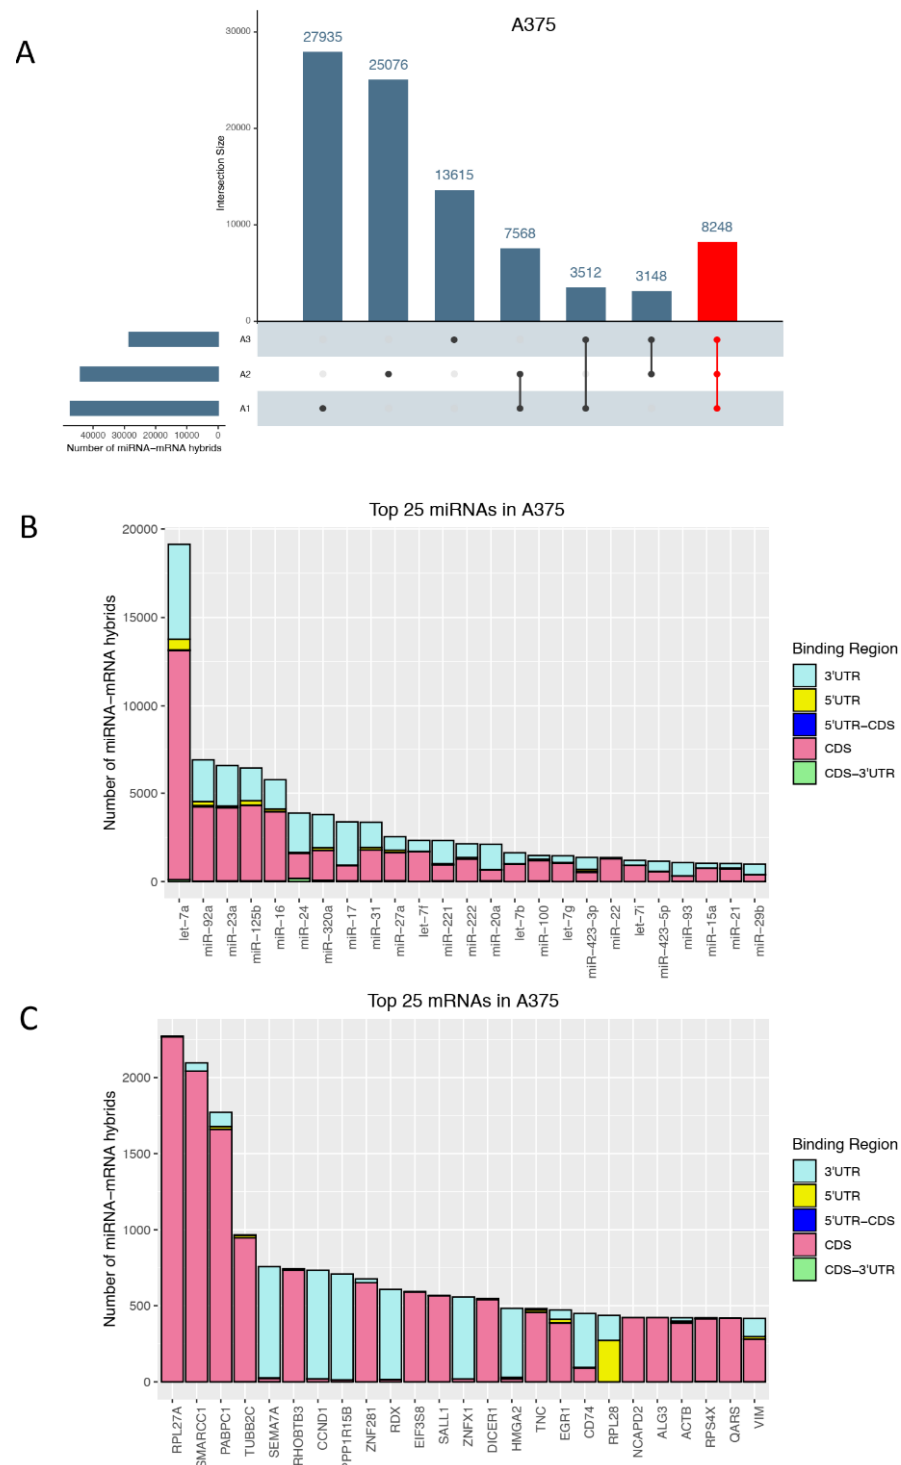 A
A375
27935
25076
13615
7568
3512
3148
8248
30000
20000
10000
0
Intersection Size
A3
A2
A1
40000 30000 20000 10000 0
Number of miRNA–mRNA hybrids
B
Top 25 miRNAs in A375
20000
15000
10000
5000
0
Number of miRNA–mRNA hybrids
let–7a
miR–92a
miR–23a
miR–125b
miR–16
miR–24
miR–320a
miR–17
miR–31
miR–27a
let–7f
miR–221
miR–222
miR–20a
let–7b
miR–100
let–7g
miR–423–3p
miR–22
let–7i
miR–423–5p
miR–93
miR–15a
miR–21
miR–29b
Binding Region
3'UTR
5'UTR
5'UTR–CDS
CDS
CDS–3'UTR
C
Top 25 mRNAs in A375
2000
1500
1000
500
0
Number of miRNA–mRNA hybrids
RPL27A
SMARCC1
PABPC1
TUBB2C
SEMA7A
RHOBTB3
CCND1
PPP1R15B
ZNF281
RDX
EIF3S8
SALL1
ZNFX1
DICER1
HMGA2
TNC
EGR1
CD74
RPL28
NCAPD2
ALG3
ACTB
RPS4X
QARS
VIM
Binding Region
3'UTR
5'UTR
5'UTR–CDS
CDS
CDS–3'UTR